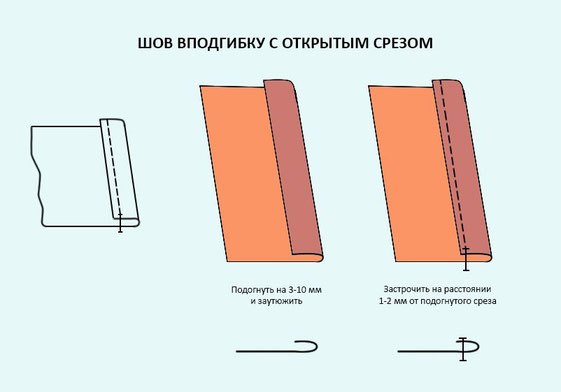 ШОВ ВПОДГИБКУ С ОТКРЫТЫМ СРЕЗОМ
Подогнуть на 3-10 мм
и заутюжить
Застрочить на расстоянии
1-2 мм от подогнутого среза